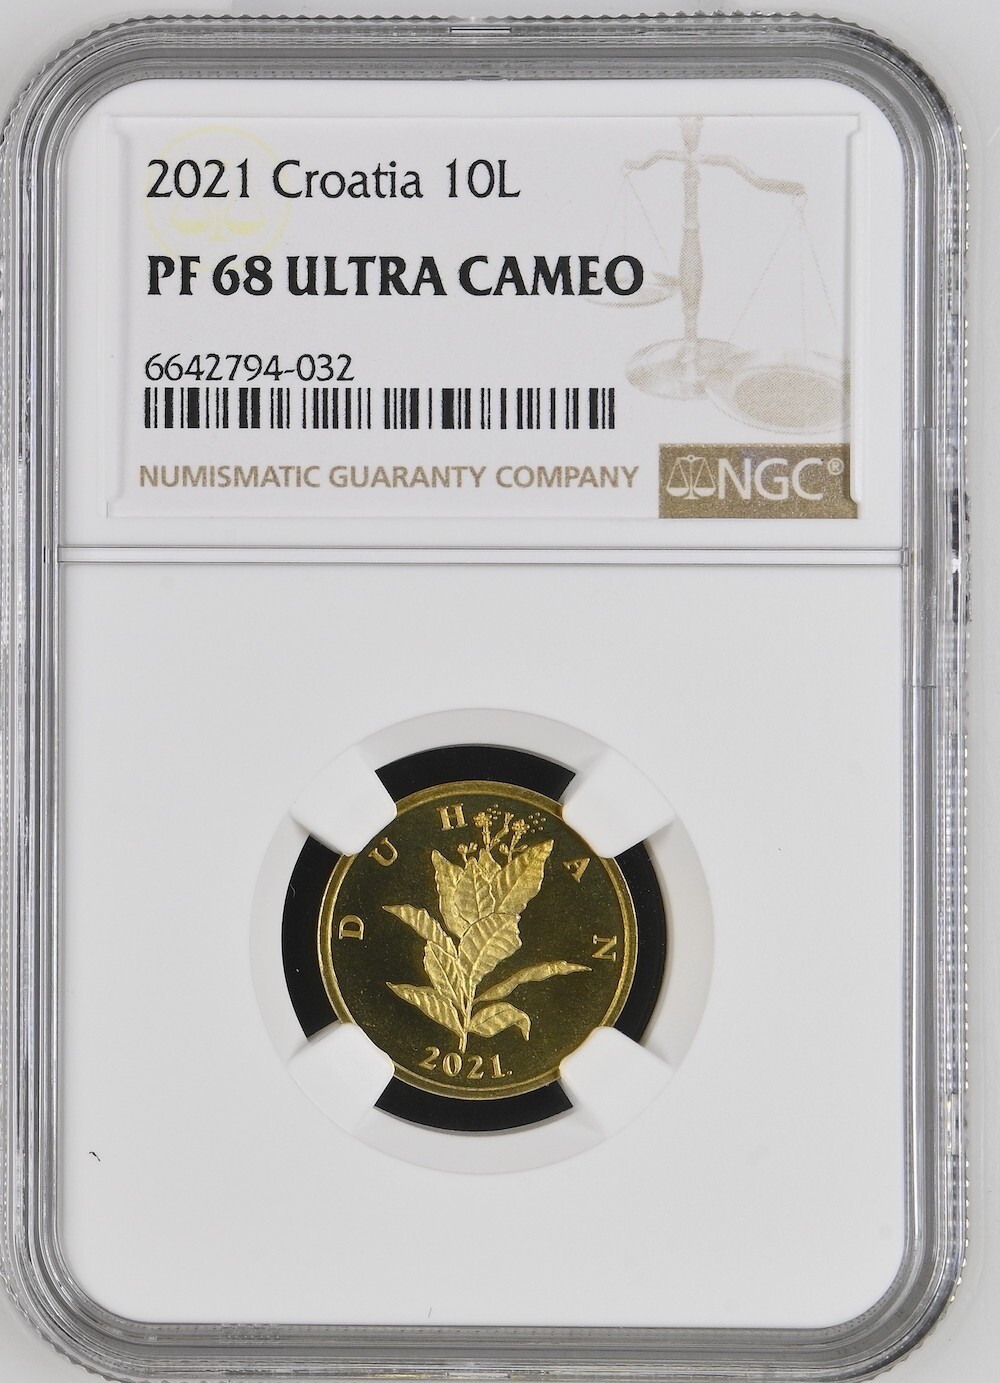 2021 Croatia 10L
PF 68 ULTRA CAMEO
6642794-032
NUMISMATIC GUARANTY COMPANY
NGC®
DUHAN
2021.